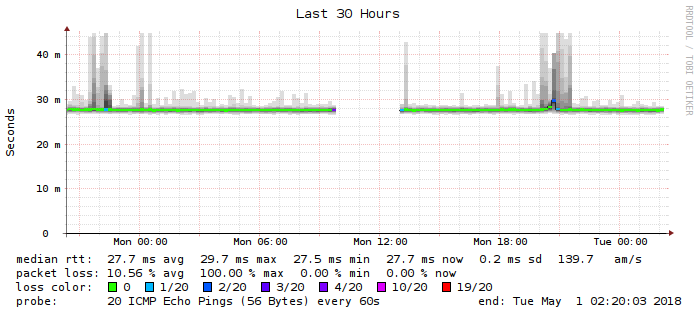 Last 30 Hours
RRDTOOL / TOBI OETIKER
Seconds
40 m
30 m
20 m
10 m
0
Mon 00:00 Mon 06:00 Mon 12:00 Mon 18:00 Tue 00:00
median rtt: 27.7 ms avg 29.7 ms max 27.5 ms min 27.7 ms now 0.2 ms sd 139.7 am/s
packet loss: 10.56 % avg 100.00 % max 0.00 % min 0.00 % now
loss color: 0 1/20 2/20 3/20 4/20 10/20 19/20
probe: 20 ICMP Echo Pings (56 Bytes) every 60s end: Tue May 1 02:20:03 2018